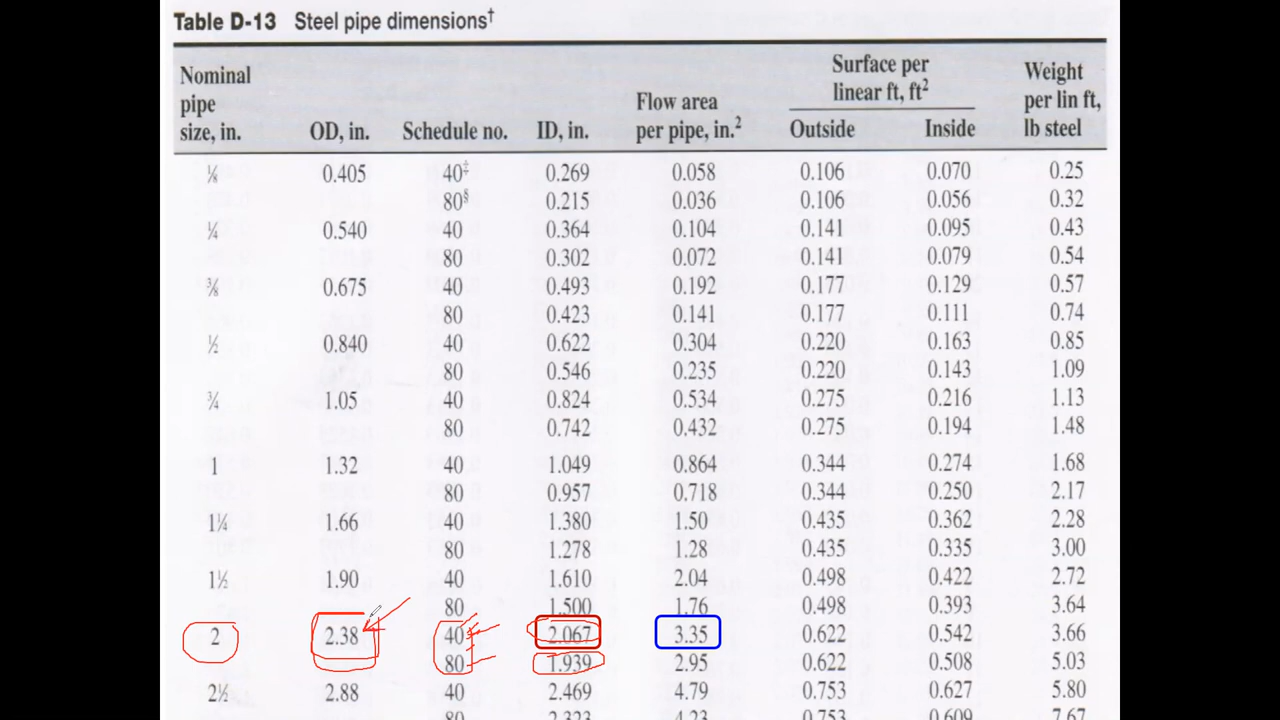 Table D-13 Steel pipe dimensions†
Nominal pipe size, in. OD, in. Schedule no. ID, in. Flow area per pipe, in.² Surface per linear ft, ft² Outside Inside Weight per lin ft, lb steel
⅛ 0.405 40‡ 0.269 0.058 0.106 0.070 0.25
80§ 0.215 0.036 0.106 0.056 0.32
¼ 0.540 40 0.364 0.104 0.141 0.095 0.43
80 0.302 0.072 0.141 0.079 0.54
⅜ 0.675 40 0.493 0.192 0.177 0.129 0.57
80 0.423 0.141 0.177 0.111 0.74
½ 0.840 40 0.622 0.304 0.220 0.163 0.85
80 0.546 0.235 0.220 0.143 1.09
¾ 1.05 40 0.824 0.534 0.275 0.216 1.13
80 0.742 0.432 0.275 0.194 1.48
1 1.32 40 1.049 0.864 0.344 0.274 1.68
80 0.957 0.718 0.344 0.250 2.17
1¼ 1.66 40 1.380 1.50 0.435 0.362 2.28
80 1.278 1.28 0.435 0.335 3.00
1½ 1.90 40 1.610 2.04 0.498 0.422 2.72
80 1.500 1.76 0.498 0.393 3.64
2 2.38 40 2.067 3.35 0.622 0.542 3.66
80 1.939 2.95 0.622 0.508 5.03
2½ 2.88 40 2.469 4.79 0.753 0.627 5.80
80 2.323 4.23 0.753 0.609 7.67